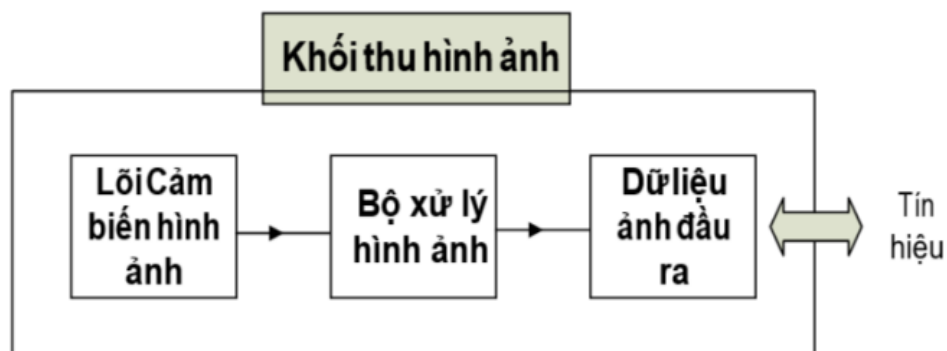 Khối thu hình ảnh
Lõi Cảm
biến hình
ảnh
Bộ xử lý
hình ảnh
Dữ liệu
ảnh đầu
ra
Tín
hiệu